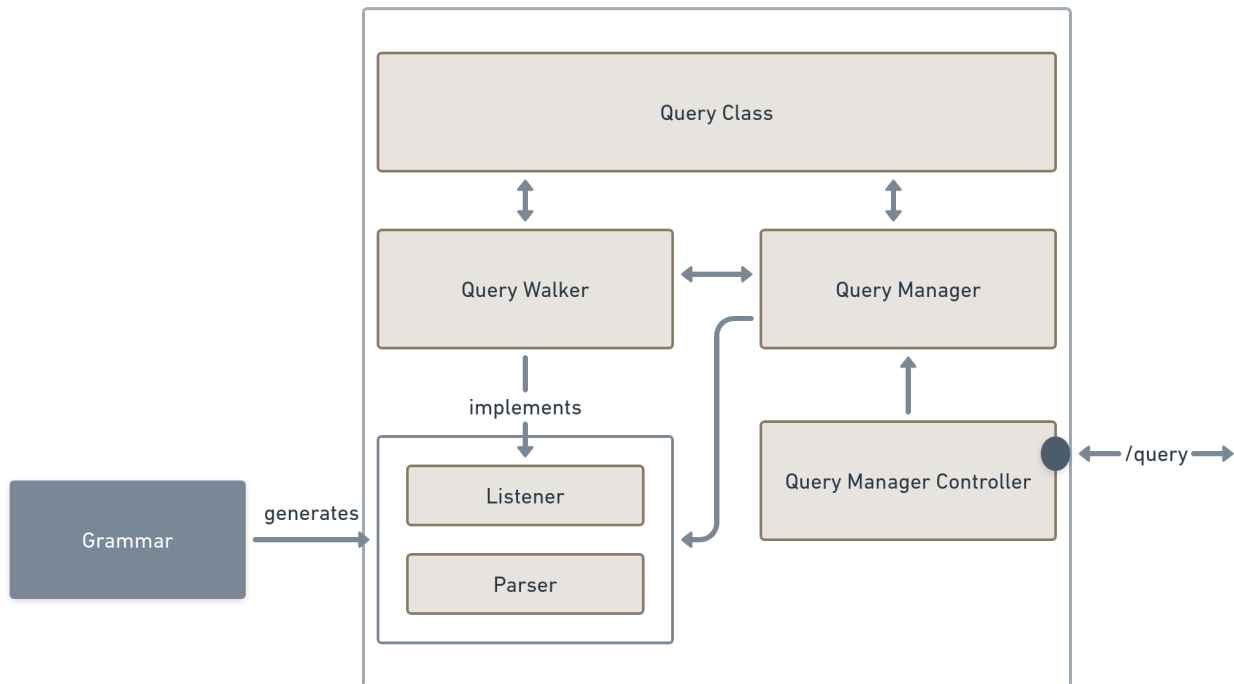 Query Class
Query Walker
Query Manager
implements
Query Manager Controller
/query
Listener
generates
Grammar
Parser